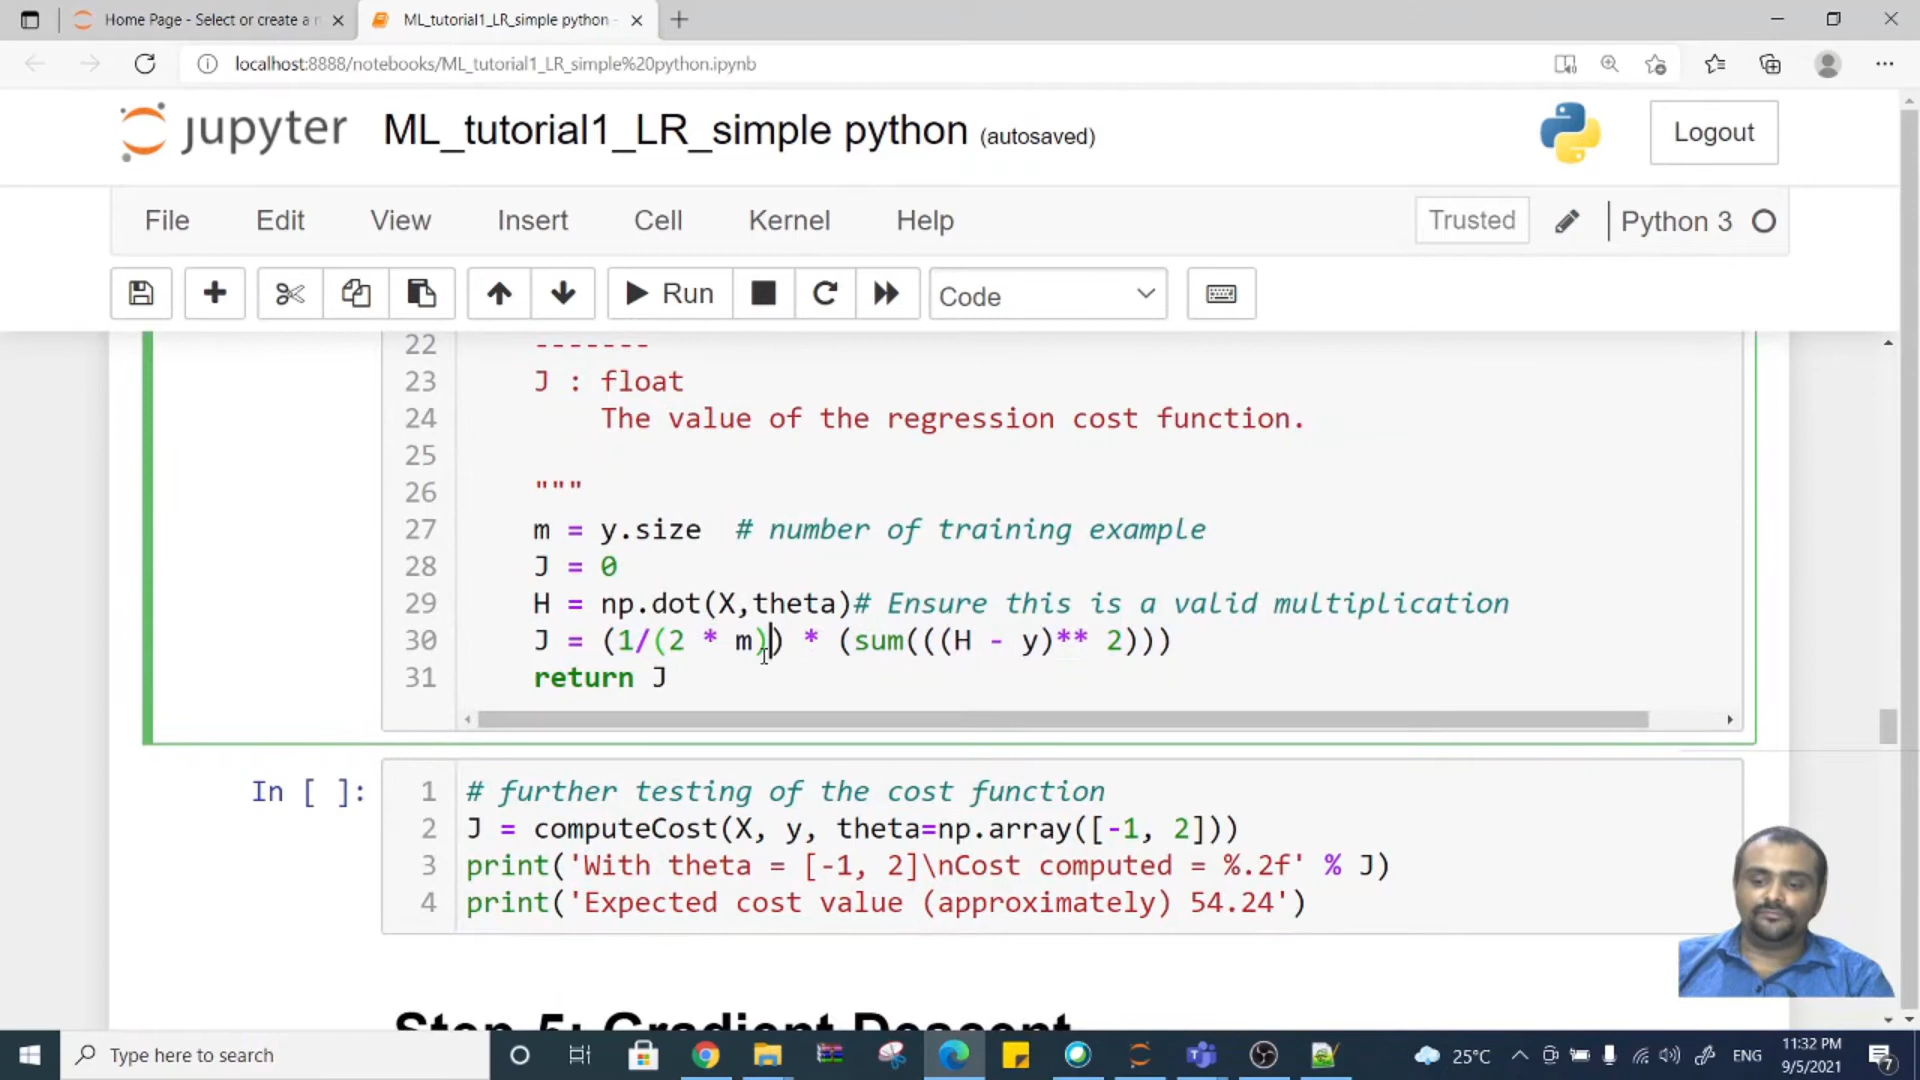 Home Page - Select or create a n
ML_tutorial1_LR_simple python -
localhost:8888/notebooks/ML_tutorial1_LR_simple%20python.ipynb
jupyter ML_tutorial1_LR_simple python (autosaved)
Logout
File Edit View Insert Cell Kernel Help
Trusted
Python 3
Run
Code
22 -------
23 J : float
24 The value of the regression cost function.
25
26 """
27 m = y.size # number of training example
28 J = 0
29 H = np.dot(X,theta)# Ensure this is a valid multiplication
30 J = (1/(2 * m)) * (sum(((H - y)** 2)))
31 return J
In [ ]:
1 # further testing of the cost function
2 J = computeCost(X, y, theta=np.array([-1, 2]))
3 print('With theta = [-1, 2]\nCost computed = %.2f' % J)
4 print('Expected cost value (approximately) 54.24')
Step 5: Gradient Descent
Type here to search
25°C
ENG
11:32 PM
9/5/2021
7